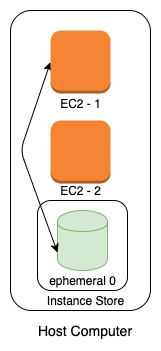 EC2 - 1
EC2 - 2
ephemeral 0
Instance Store
Host Computer